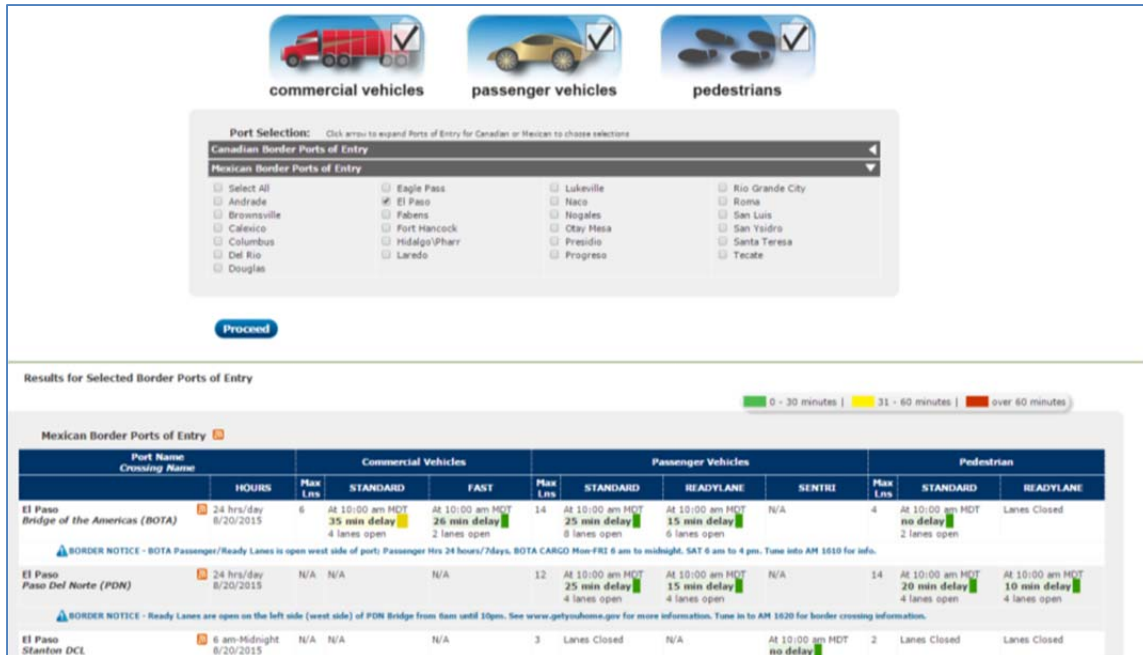 commercial vehicles passenger vehicles pedestrians
Port Selection: Click arrow to expand Ports of Entry for Canadian or Mexican to choose selections
Canadian Border Ports of Entry
Mexican Border Ports of Entry
Select All Eagle Pass Lukeville Rio Grande City
Andrade El Paso Naco Roma
Brownsville Fabens Nogales San Luis
Calexico Fort Hancock Otay Mesa San Ysidro
Columbus Hidalgo\Pharr Presidio Santa Teresa
Del Rio Laredo Progreso Tecate
Douglas
Proceed
Results for Selected Border Ports of Entry
0 - 30 minutes | 31 - 60 minutes | over 60 minutes
Mexican Border Ports of Entry
Port Name Commercial Vehicles Passenger Vehicles Pedestrian
Crossing Name
HOURS Max Lns STANDARD FAST Max Lns STANDARD READYLANE SENTRI Max Lns STANDARD READYLANE
El Paso 24 hrs/day 6 At 10:00 am MDT At 10:00 am MDT 14 At 10:00 am MDT At 10:00 am MDT N/A 4 At 10:00 am MDT Lanes Closed
Bridge of the Americas (BOTA) 8/20/2015 35 min delay 26 min delay 25 min delay 15 min delay no delay
4 lanes open 2 lanes open 8 lanes open 6 lanes open 2 lanes open
BORDER NOTICE - BOTA Passenger/Ready Lanes is open west side of port; Passenger Hrs 24 hours/7days. BOTA CARGO Mon-FRI 6 am to midnight. SAT 6 am to 4 pm. Tune into AM 1610 for info.
El Paso 24 hrs/day N/A N/A N/A 12 At 10:00 am MDT At 10:00 am MDT N/A 14 At 10:00 am MDT At 10:00 am MDT
Paso Del Norte (PDN) 8/20/2015 25 min delay 15 min delay 20 min delay 10 min delay
4 lanes open 4 lanes open 4 lanes open 4 lanes open
BORDER NOTICE - Ready Lanes are open on the left side (west side) of PDN Bridge from 6am until 10pm. See www.getyouhome.gov for more information. Tune in to AM 1620 for border crossing information.
El Paso 6 am-Midnight N/A N/A N/A 3 Lanes Closed N/A At 10:00 am MDT 2 Lanes Closed Lanes Closed
Stanton DCL 8/20/2015 no delay